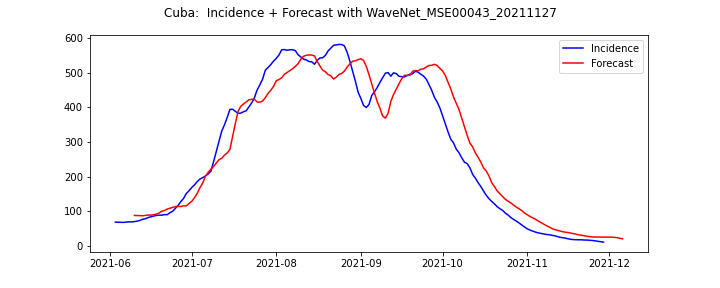 Cuba:  Incidence + Forecast with WaveNet_MSE00043_20211127
600
500
400
300
200
100
0
Incidence
Forecast
2021-06 2021-07 2021-08 2021-09 2021-10 2021-11 2021-12